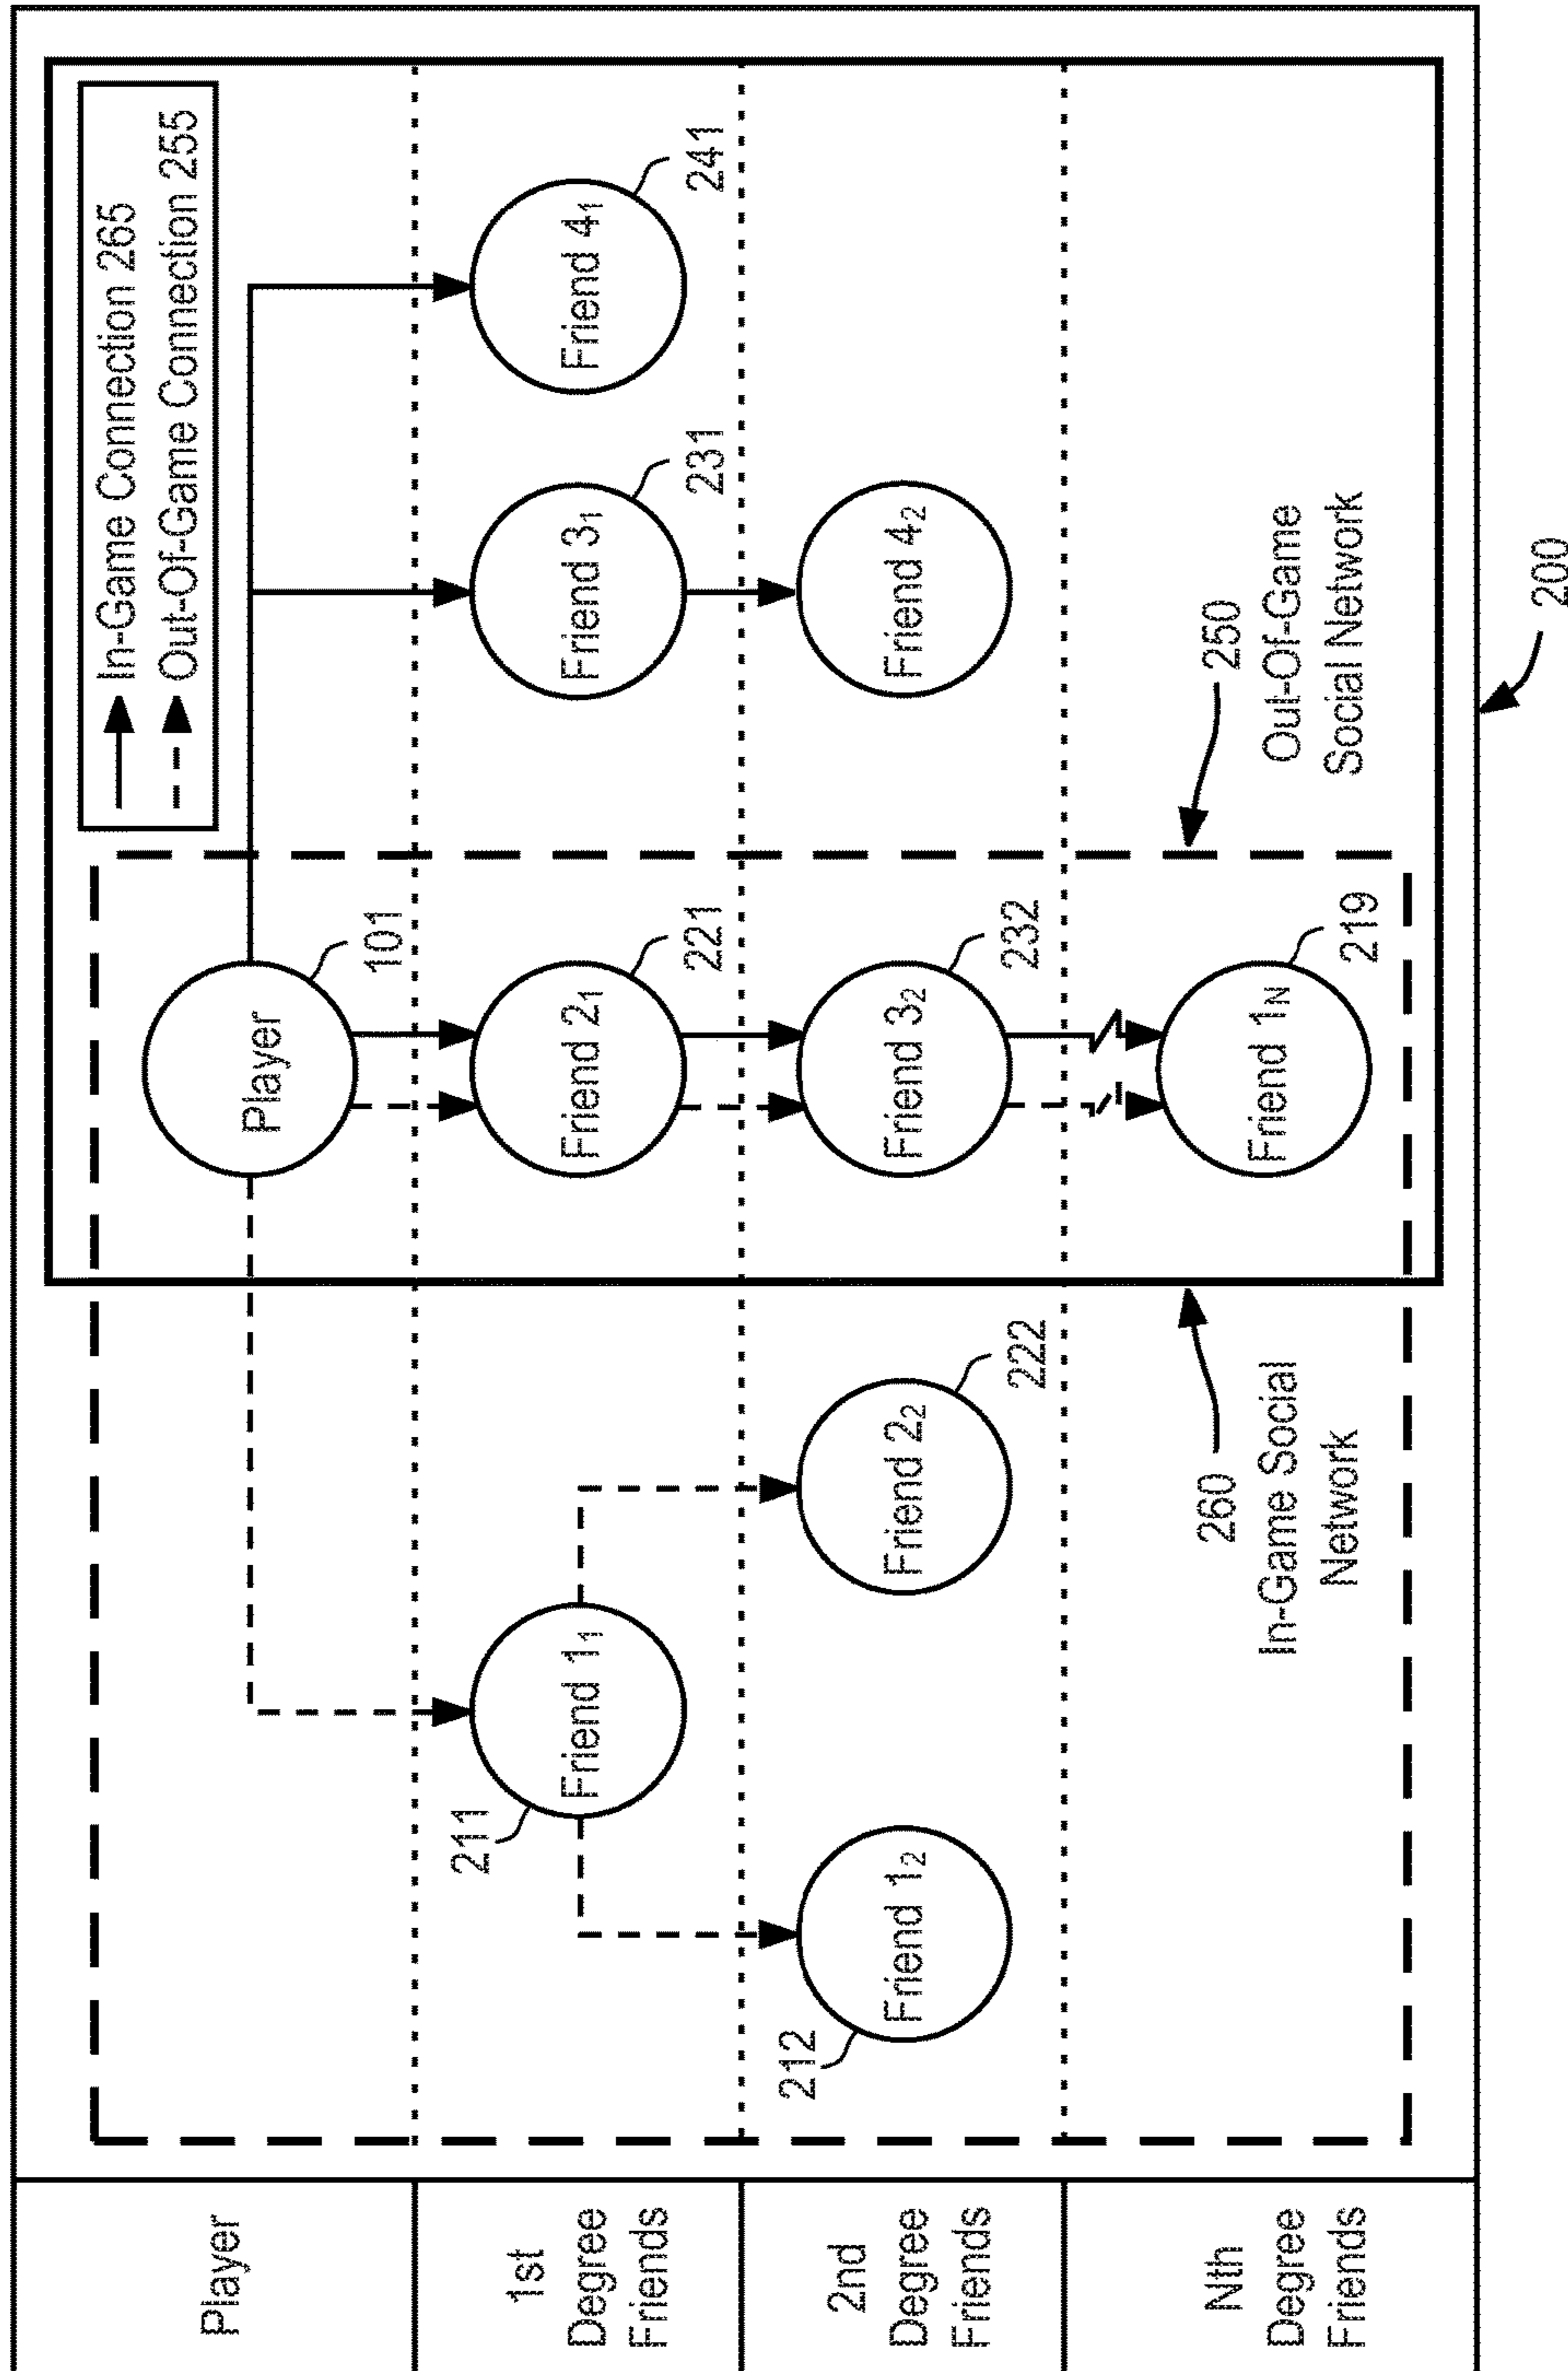 Player
1st
Degree
Friends
2nd
Degree
Friends
Nth
Degree
Friends
In-Game Connection 265
Out-Of-Game Connection 255
Player
101
Friend 1₁
211
Friend 2₁
221
Friend 3₁
231
Friend 4₁
241
Friend 1₂
212
Friend 2₂
222
Friend 3₂
232
Friend 4₂
Friend 1N
219
260
In-Game Social
Network
250
Out-Of-Game
Social Network
200